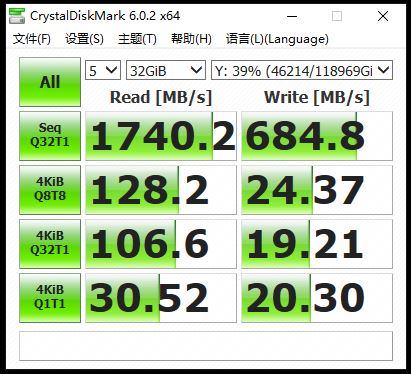 CrystalDiskMark 6.0.2 x64
文件(F) 设置(S) 主题(T) 帮助(H) 语言(L)(Language)
All 5 32GiB Y: 39% (46214/118969Gi
Read [MB/s] Write [MB/s]
Seq
Q32T1 1740.2 684.8
4KiB
Q8T8 128.2 24.37
4KiB
Q32T1 106.6 19.21
4KiB
Q1T1 30.52 20.30